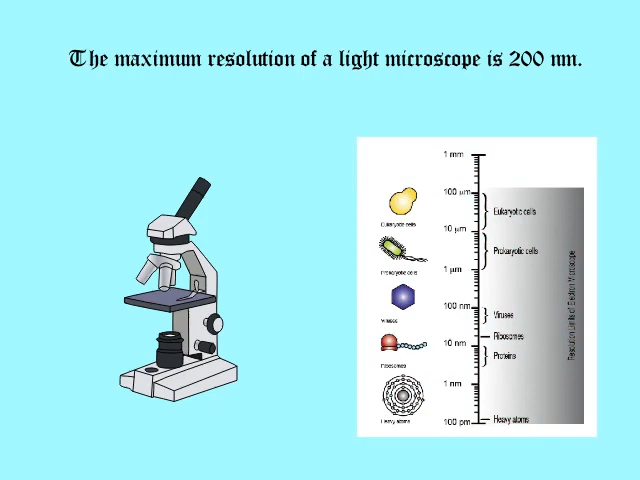 The maximum resolution of a light microscope is 200 nm.
1 mm
100 µm
Eukaryotic cells
Eukaryotic cells
10 µm
Prokaryotic cells
Prokaryotic cells
1 µm
100 nm
Viruses
Viruses
Ribosomes
10 nm
Proteins
Ribosomes
1 nm
Heavy atoms
100 pm
Heavy atoms
Resolution Limits of Electron Microscope